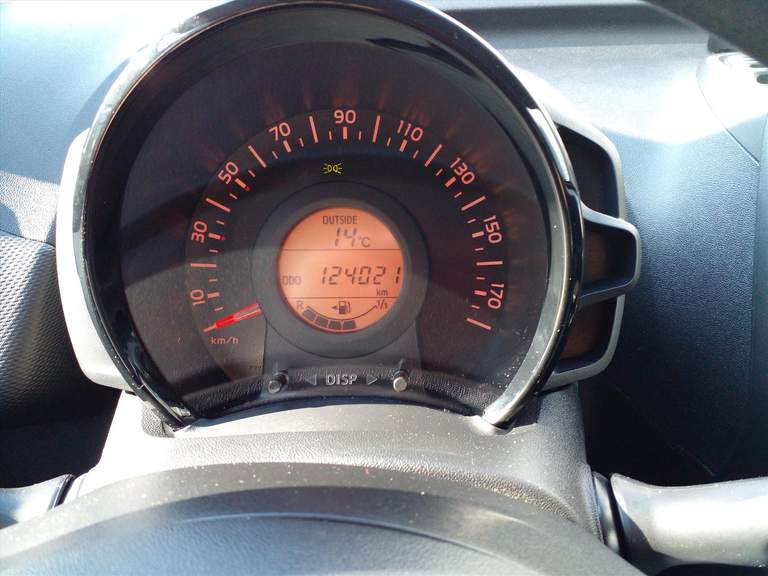 10 30 50 70 90 110 130 150 170
km/h
OUTSIDE
14°C
ODO 124021
km
R 1/1
◄ DISP ►